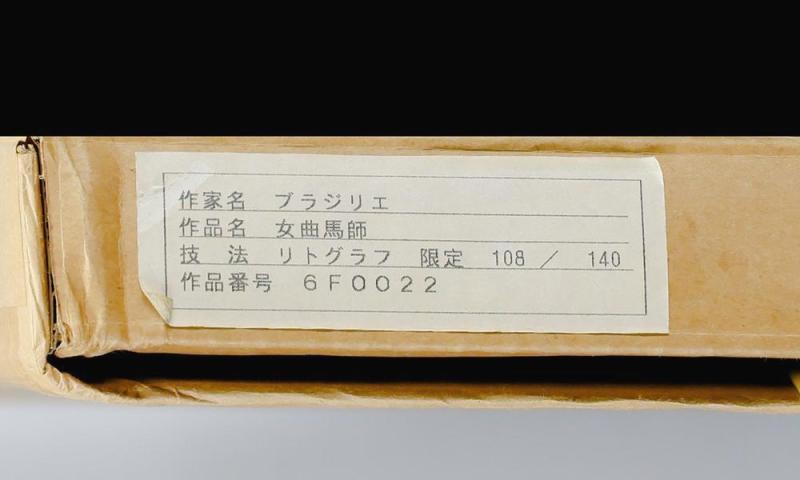 作家名　ブラジリエ
作品名　女曲馬師
技　法　リトグラフ　限定　108　／　140
作品番号　６Ｆ００２２